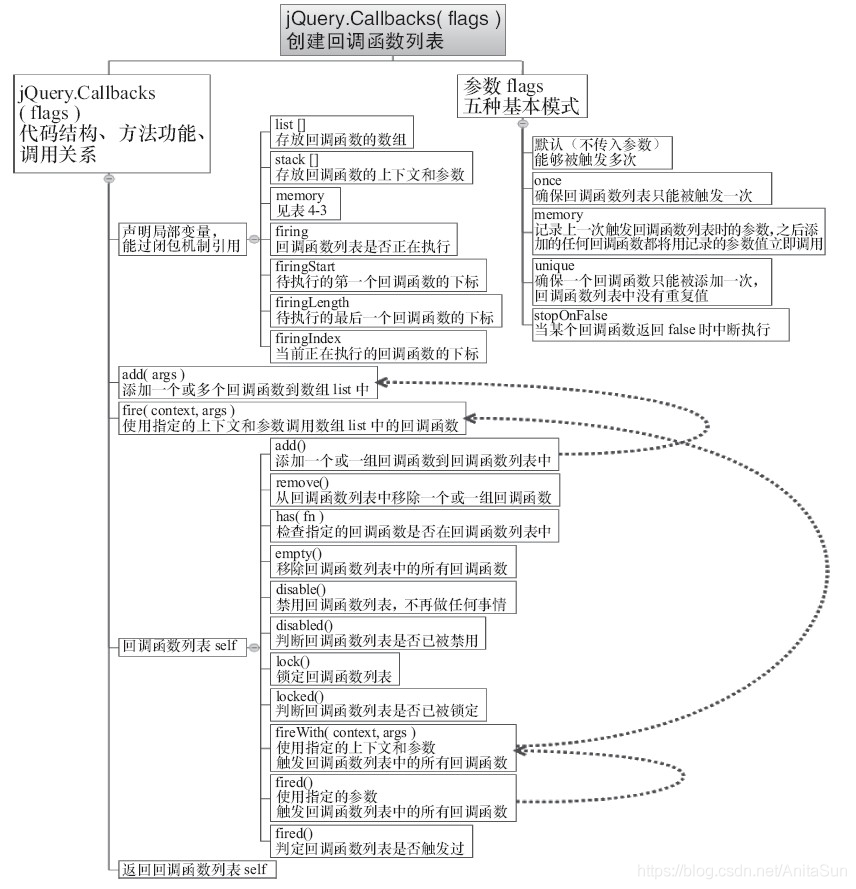 jQuery.Callbacks( flags )
创建回调函数列表
jQuery.Callbacks
( flags )
代码结构、方法功能、
调用关系
声明局部变量，
能过闭包机制引用
list []
存放回调函数的数组
stack []
存放回调函数的上下文和参数
memory
见表 4-3
firing
回调函数列表是否正在执行
firingStart
待执行的第一个回调函数的下标
firingLength
待执行的最后一个回调函数的下标
firingIndex
当前正在执行的回调函数的下标
add( args )
添加一个或多个回调函数到数组 list 中
fire( context, args )
使用指定的上下文和参数调用数组 list 中的回调函数
回调函数列表 self
add()
添加一个或一组回调函数到回调函数列表中
remove()
从回调函数列表中移除一个或一组回调函数
has( fn )
检查指定的回调函数是否在回调函数列表中
empty()
移除回调函数列表中的所有回调函数
disable()
禁用回调函数列表，不再做任何事情
disabled()
判断回调函数列表是否已被禁用
lock()
锁定回调函数列表
locked()
判断回调函数列表是否已被锁定
fireWith( context, args )
使用指定的上下文和参数
触发回调函数列表中的所有回调函数
fired()
使用指定的参数
触发回调函数列表中的所有回调函数
fired()
判定回调函数列表是否触发过
返回回调函数列表 self
参数 flags
五种基本模式
默认（不传入参数）
能够被触发多次
once
确保回调函数列表只能被触发一次
memory
记录上一次触发回调函数列表时的参数，之后添
加的任何回调函数都将用记录的参数值立即调用
unique
确保一个回调函数只能被添加一次，
回调函数列表中没有重复值
stopOnFalse
当某个回调函数返回 false 时中断执行
https://blog.csdn.net/AnitaSun